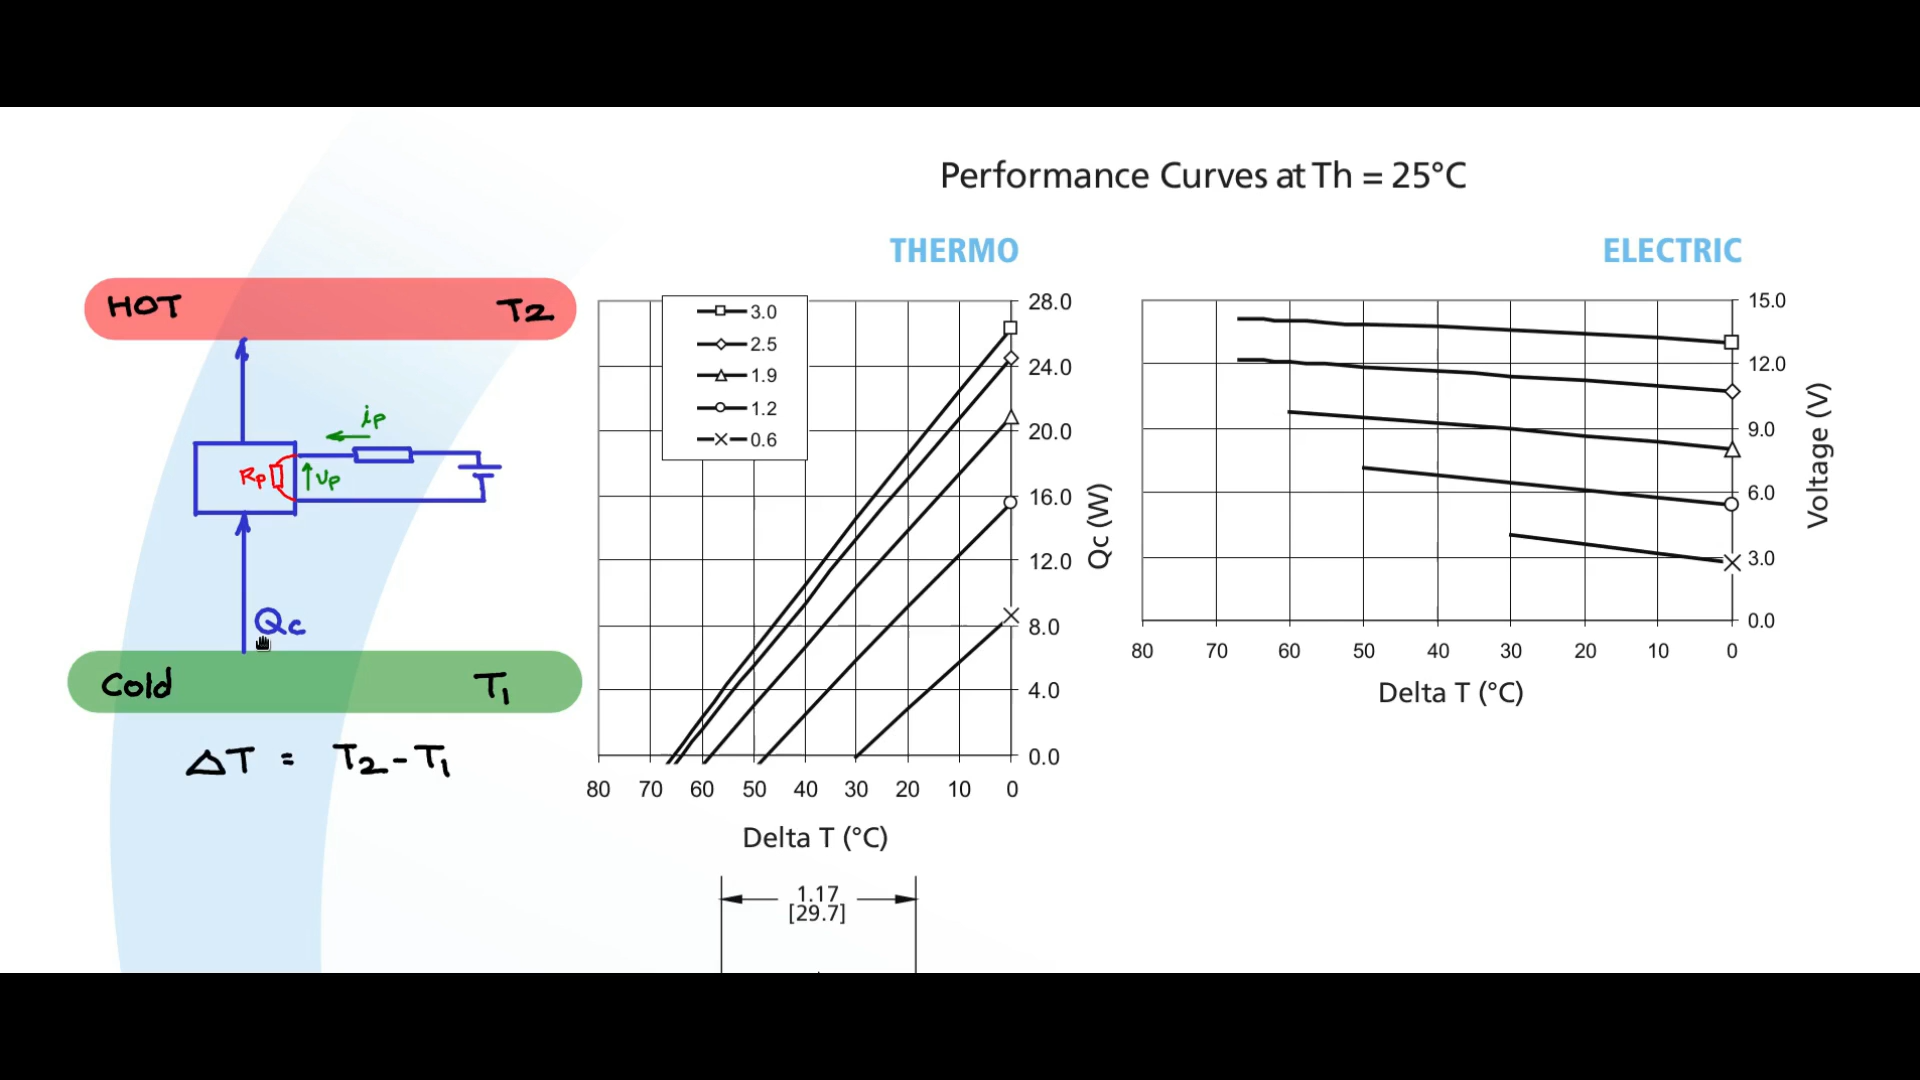 Performance Curves at Th = 25°C
THERMO
ELECTRIC
HOT T2
iP
RP
VP
Qc
Cold T1
ΔT = T2-T1
3.0
2.5
1.9
1.2
0.6
28.0
24.0
20.0
16.0
12.0
8.0
4.0
0.0
Qc (W)
80 70 60 50 40 30 20 10 0
Delta T (°C)
15.0
12.0
9.0
6.0
3.0
0.0
Voltage (V)
80 70 60 50 40 30 20 10 0
Delta T (°C)
1.17
[29.7]